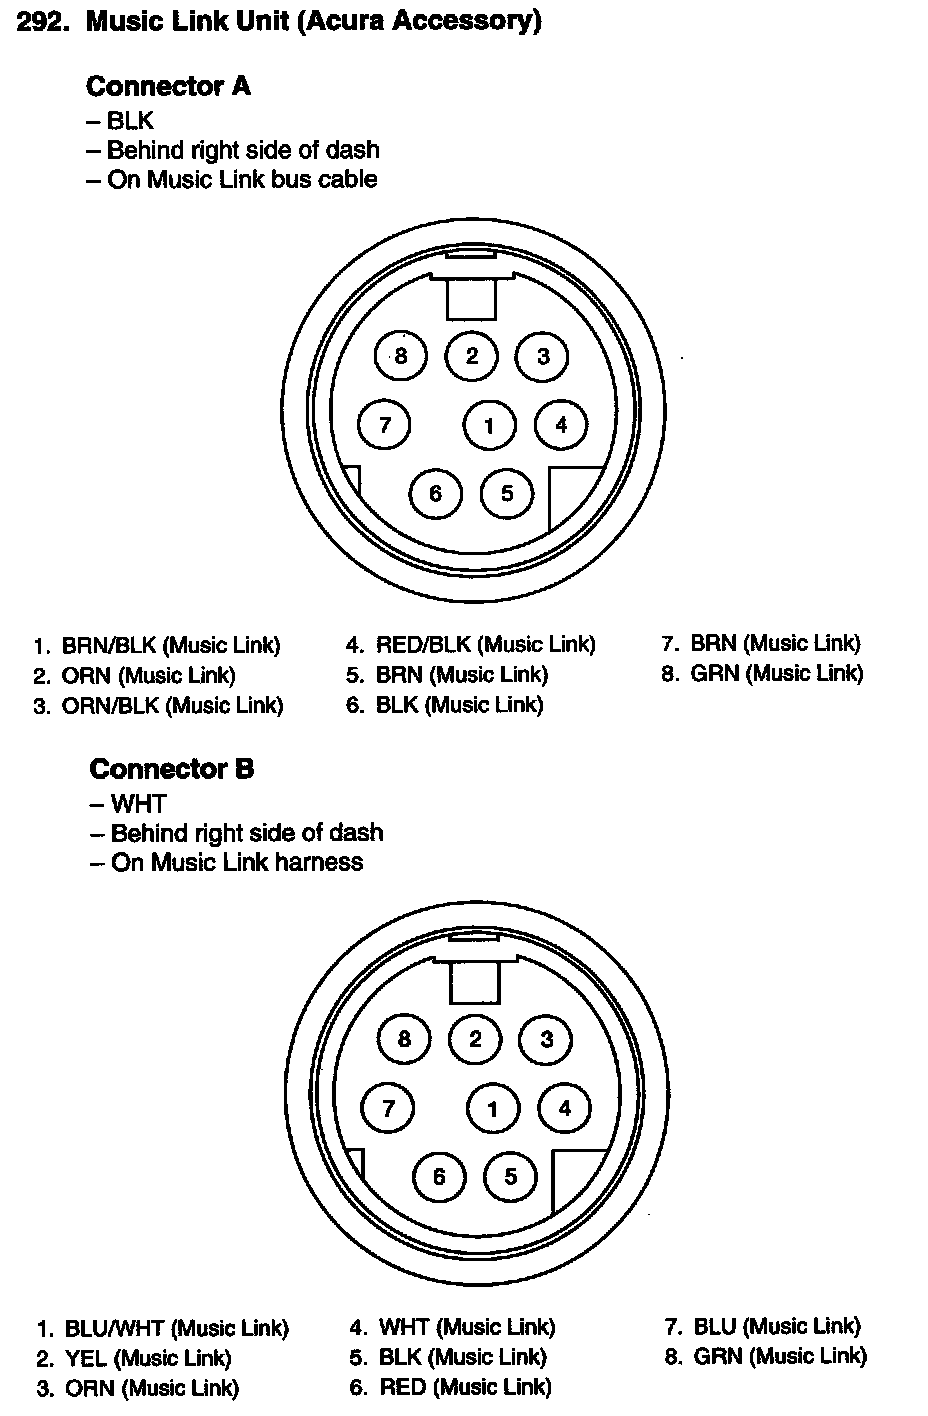 292. Music Link Unit (Acura Accessory)
Connector A
– BLK
– Behind right side of dash
– On Music Link bus cable
8 2 3
7 1 4
6 5
1. BRN/BLK (Music Link)
2. ORN (Music Link)
3. ORN/BLK (Music Link)
4. RED/BLK (Music Link)
5. BRN (Music Link)
6. BLK (Music Link)
7. BRN (Music Link)
8. GRN (Music Link)
Connector B
– WHT
– Behind right side of dash
– On Music Link harness
8 2 3
7 1 4
6 5
1. BLU/WHT (Music Link)
2. YEL (Music Link)
3. ORN (Music Link)
4. WHT (Music Link)
5. BLK (Music Link)
6. RED (Music Link)
7. BLU (Music Link)
8. GRN (Music Link)